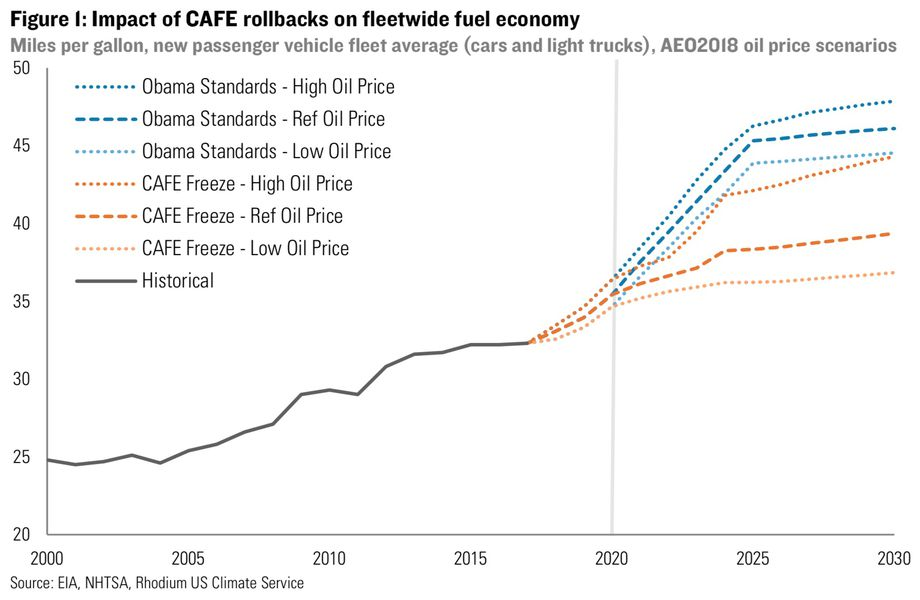 Figure 1: Impact of CAFE rollbacks on fleetwide fuel economy
Miles per gallon, new passenger vehicle fleet average (cars and light trucks), AEO2018 oil price scenarios
50
45
40
35
30
25
20
Obama Standards - High Oil Price
Obama Standards - Ref Oil Price
Obama Standards - Low Oil Price
CAFE Freeze - High Oil Price
CAFE Freeze - Ref Oil Price
CAFE Freeze - Low Oil Price
Historical
2000 2005 2010 2015 2020 2025 2030
Source: EIA, NHTSA, Rhodium US Climate Service